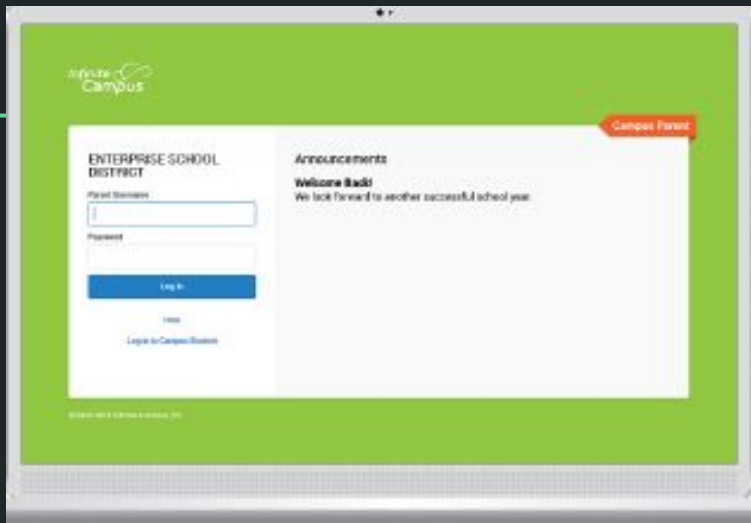 Infinite
Campus
Campus Parent
ENTERPRISE SCHOOL
DISTRICT
Parent Username
Password
Log In
Help
Log in to Campus Student
Announcements
Welcome Back!
We look forward to another successful school year.